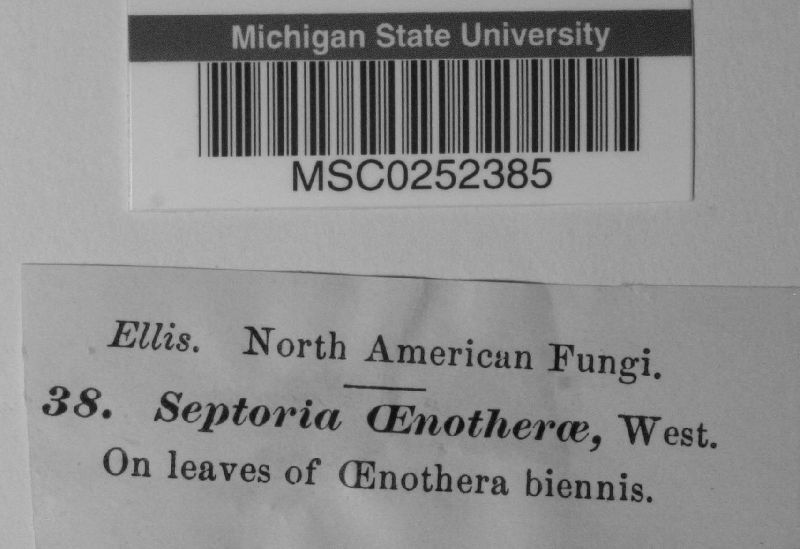 Michigan State University
MSC0252385
Ellis. North American Fungi.
38. Septoria Œnotheræ, West.
On leaves of Œnothera biennis.